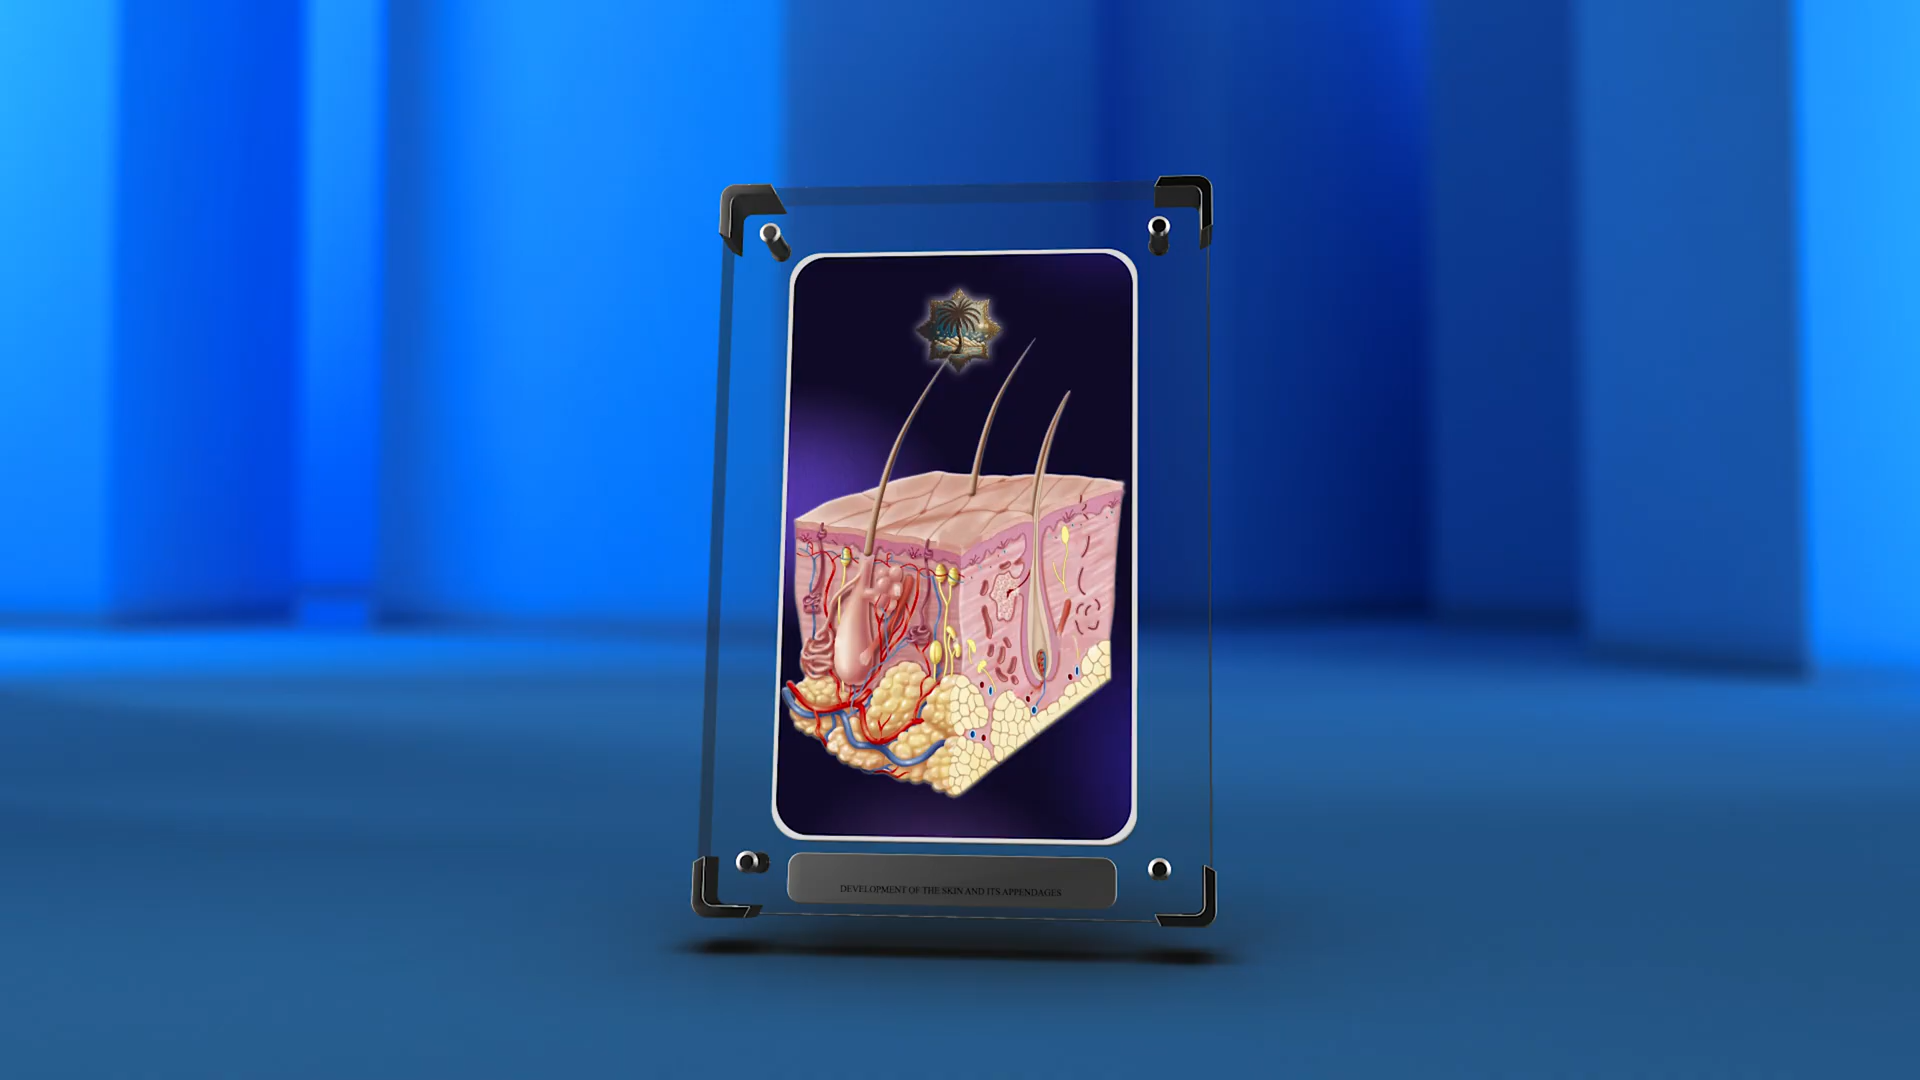 DEVELOPMENT OF THE SKIN AND ITS APPENDAGES